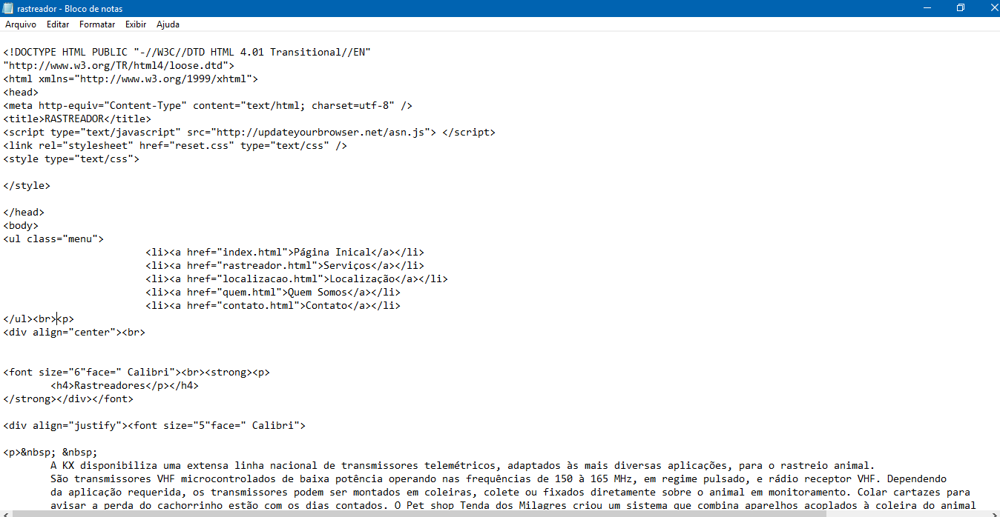 rastreador - Bloco de notas
Arquivo Editar Formatar Exibir Ajuda
<!DOCTYPE HTML PUBLIC "-//W3C//DTD HTML 4.01 Transitional//EN"
"http://www.w3.org/TR/html4/loose.dtd">
<html xmlns="http://www.w3.org/1999/xhtml">
<head>
<meta http-equiv="Content-Type" content="text/html; charset=utf-8" />
<title>RASTREADOR</title>
<script type="text/javascript" src="http://updateyourbrowser.net/asn.js"> </script>
<link rel="stylesheet" href="reset.css" type="text/css" />
<style type="text/css">
</style>
</head>
<body>
<ul class="menu">
<li><a href="index.html">Página Inical</a></li>
<li><a href="rastreador.html">Serviços</a></li>
<li><a href="localizacao.html">Localização</a></li>
<li><a href="quem.html">Quem Somos</a></li>
<li><a href="contato.html">Contato</a></li>
</ul><br><p>
<div align="center"><br>
<font size="6"face=" Calibri"><br><strong><p>
<h4>Rastreadores</p></h4>
</strong></div></font>
<div align="justify"><font size="5"face=" Calibri">
<p>&nbsp; &nbsp;
A KX disponibiliza uma extensa linha nacional de transmissores telemétricos, adaptados às mais diversas aplicações, para o rastreio animal.
São transmissores VHF microcontrolados de baixa potência operando nas frequências de 150 à 165 MHz, em regime pulsado, e rádio receptor VHF. Dependendo
da aplicação requerida, os transmissores podem ser montados em coleiras, colete ou fixados diretamente sobre o animal em monitoramento. Colar cartazes para
avisar a perda do cachorrinho estão com os dias contados. O Pet shop Tenda dos Milagres criou um sistema que combina aparelhos acoplados à coleira do animal